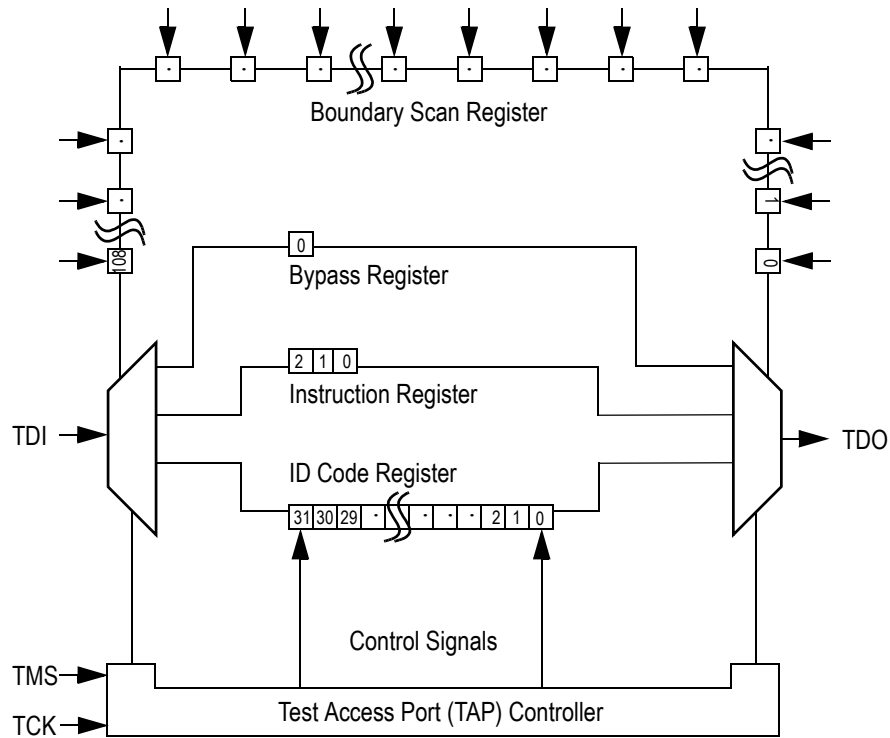 Boundary Scan Register
1
108
0
0
Bypass Register
2 1 0
Instruction Register
TDI
TDO
ID Code Register
31 30 29 · · · · 2 1 0
Control Signals
TMS
Test Access Port (TAP) Controller
TCK